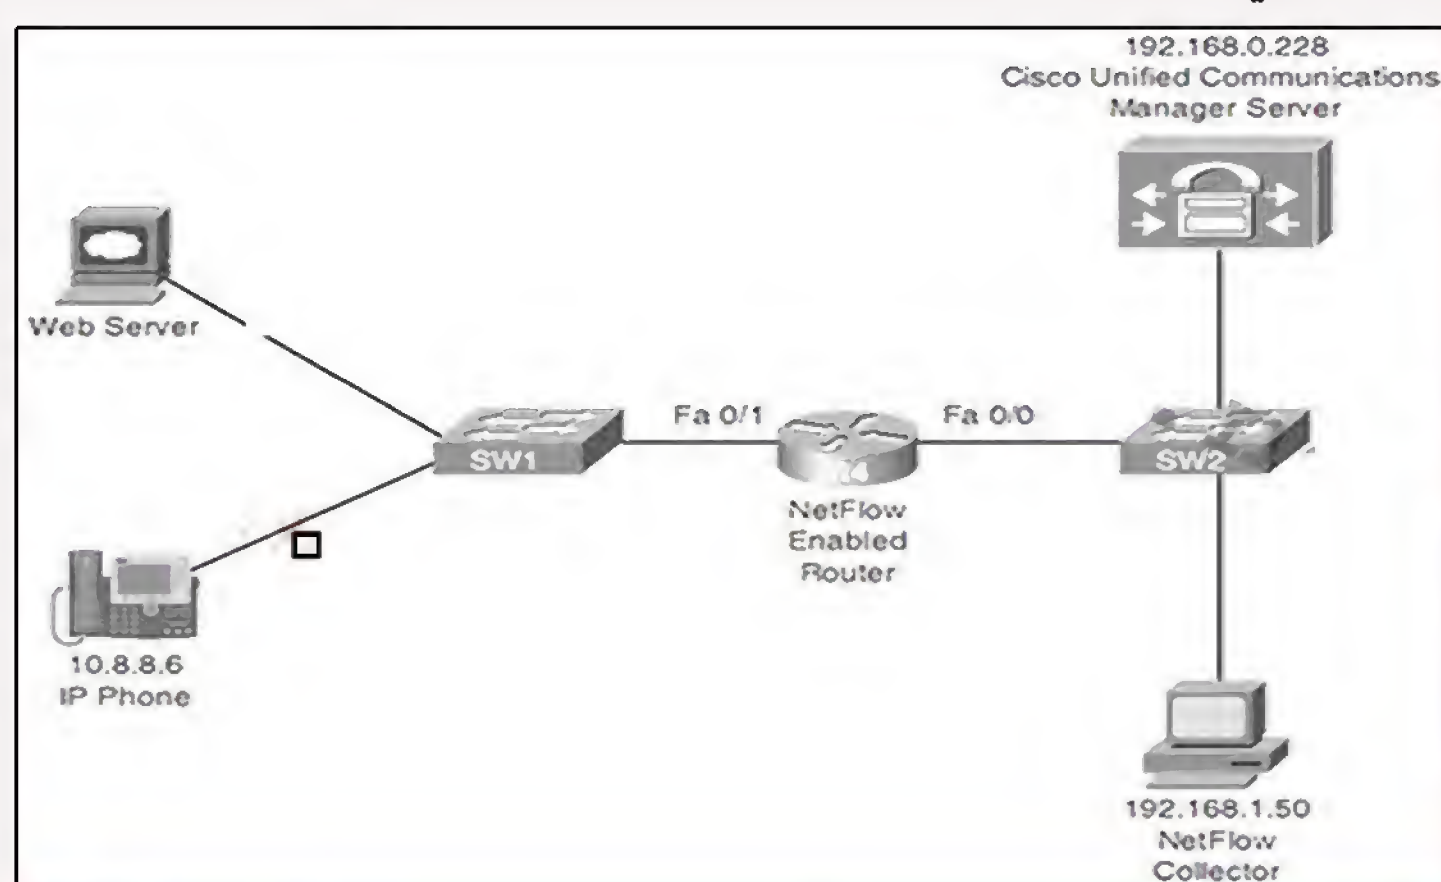 192.168.0.228
Cisco Unified Communications
Manager Server
Web Server
Fa 0/1
Fa 0/0
SW1
SW2
NetFlow
Enabled
Router
10.8.8.6
IP Phone
192.168.1.50
NetFlow
Collector